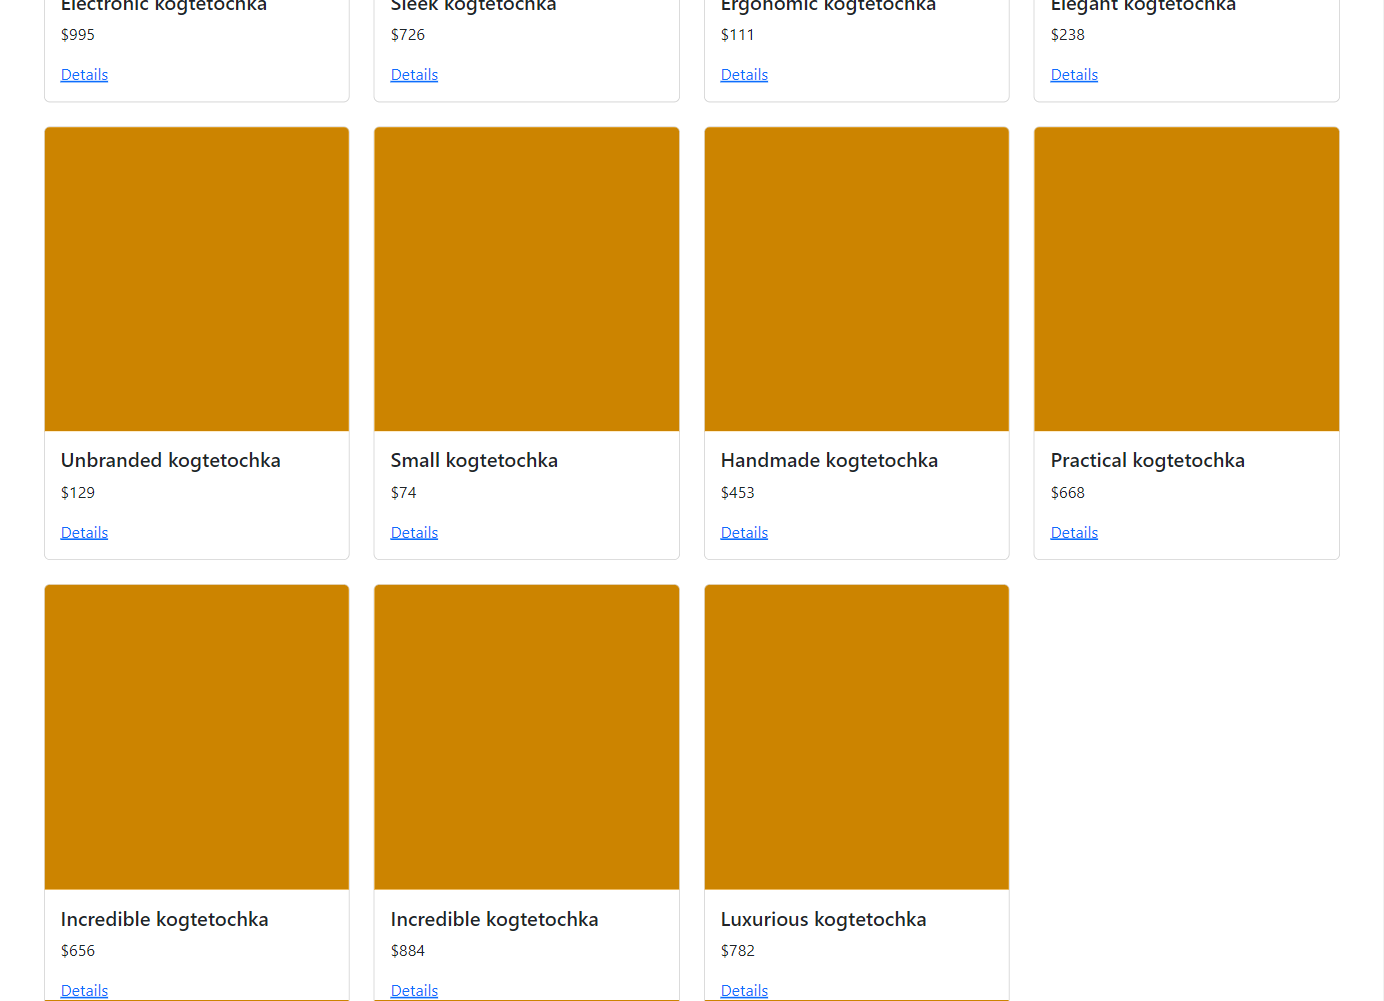 Electronic kogtetochka
Sleek kogtetochka
Ergonomic kogtetochka
Elegant kogtetochka
$995
$726
$111
$238
Details
Details
Details
Details
Unbranded kogtetochka
Small kogtetochka
Handmade kogtetochka
Practical kogtetochka
$129
$74
$453
$668
Details
Details
Details
Details
Incredible kogtetochka
Incredible kogtetochka
Luxurious kogtetochka
$656
$884
$782
Details
Details
Details